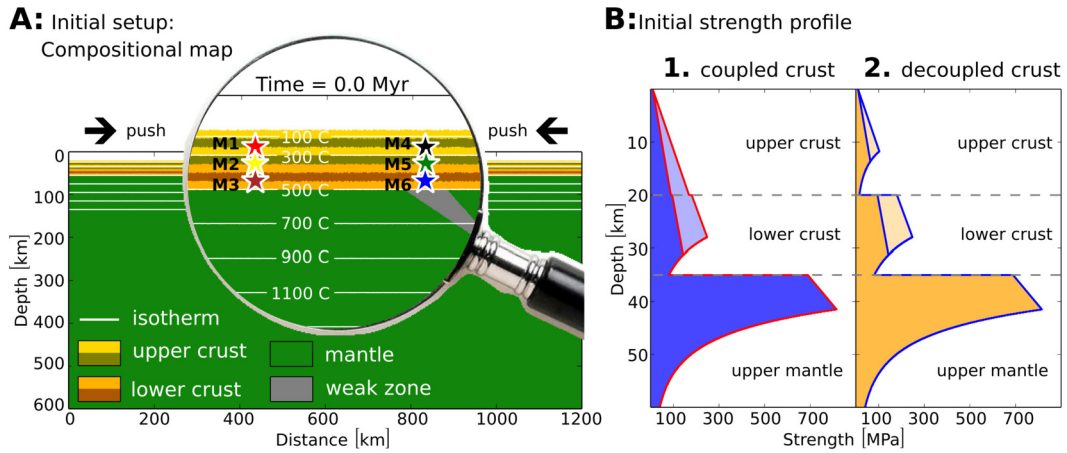 A: Initial setup:
Compositional map
Time = 0.0 Myr
push
push
M1
M2
M3
M4
M5
M6
100 C
300 C
500 C
700 C
900 C
1100 C
isotherm
upper crust
lower crust
mantle
weak zone
0
100
200
300
400
500
600
Depth [km]
0
200
400
600
800
1000
1200
Distance [km]
B: Initial strength profile
1. coupled crust
2. decoupled crust
upper crust
lower crust
upper mantle
upper crust
lower crust
upper mantle
10
20
30
40
50
Depth [km]
Depth [km]
100
300
500
700
100
300
500
700
Strength [MPa]